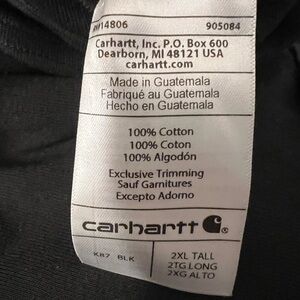 14806 905084
Carhartt, Inc. P.O. Box 600
Dearborn, MI 48121 USA
carhartt.com
Made in Guatemala
Fabriqué au Guatemala
Hecho en Guatemala
100% Cotton
100% Coton
100% Algodón
Exclusive Trimming
Sauf Garnitures
Excepto Adorno
carhartt ®
K87 BLK
2XL TALL
2TG LONG
2XG ALTO